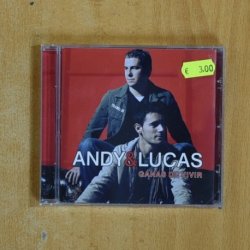 € 3.00
ANDY&LUCAS
GANAS DE VIVIR